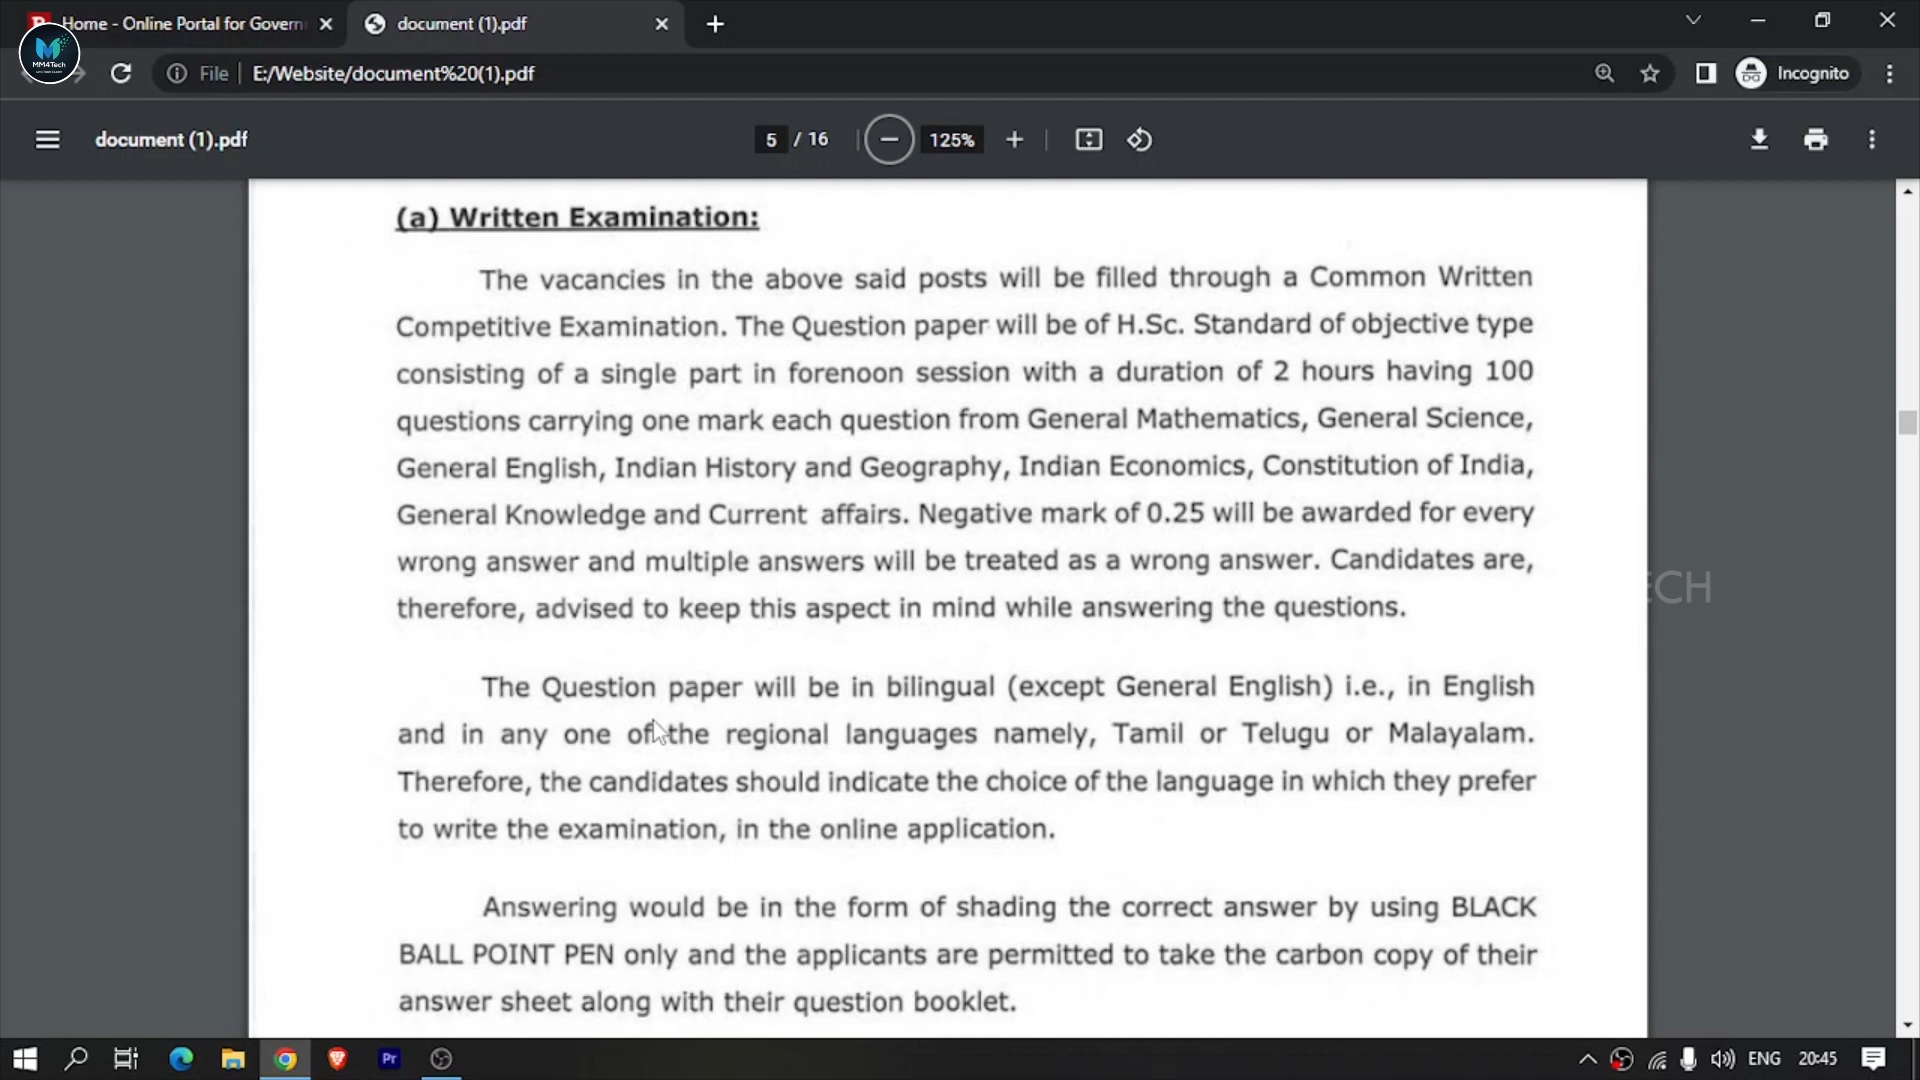 Home - Online Portal for Govern
document (1).pdf
MM4Tech
File
E:/Website/document%20(1).pdf
Incognito
document (1).pdf
5 / 16
125%
(a) Written Examination:
The vacancies in the above said posts will be filled through a Common Written
Competitive Examination. The Question paper will be of H.Sc. Standard of objective type
consisting of a single part in forenoon session with a duration of 2 hours having 100
questions carrying one mark each question from General Mathematics, General Science,
General English, Indian History and Geography, Indian Economics, Constitution of India,
General Knowledge and Current affairs. Negative mark of 0.25 will be awarded for every
wrong answer and multiple answers will be treated as a wrong answer. Candidates are,
therefore, advised to keep this aspect in mind while answering the questions.
ECH
The Question paper will be in bilingual (except General English) i.e., in English
and in any one of the regional languages namely, Tamil or Telugu or Malayalam.
Therefore, the candidates should indicate the choice of the language in which they prefer
to write the examination, in the online application.
Answering would be in the form of shading the correct answer by using BLACK
BALL POINT PEN only and the applicants are permitted to take the carbon copy of their
answer sheet along with their question booklet.
Pr
ENG
20:45